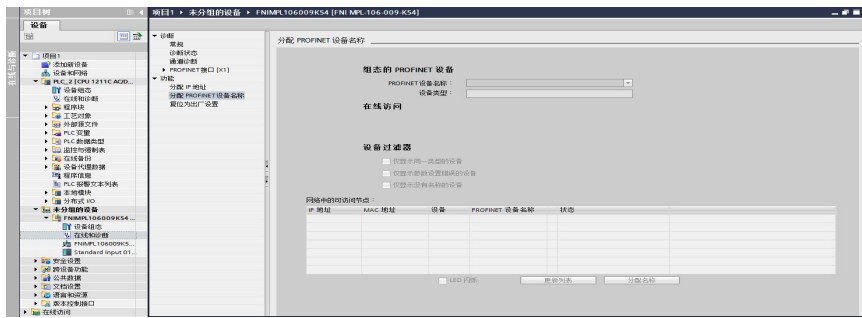 项目树
项目1 ▸ 未分组的设备 ▸ FNIMPL106009K54 [FNI MPL-106-009-K54]
设备
在线与诊断
项目1
添加新设备
设备和网络
PLC_2 [CPU 1211C AC/D...
设备组态
在线和诊断
程序块
工艺对象
外部源文件
PLC 变量
PLC 数据类型
监控与强制表
在线备份
设备代理数据
程序信息
PLC 报警文本列表
本地模块
分布式 I/O
未分组的设备
FNIMPL106009K54...
设备组态
在线和诊断
FNIMPL106009K5...
Standard Input 01...
安全设置
跨设备功能
公共数据
文档设置
语言和资源
版本控制接口
在线访问
诊断
常规
诊断状态
通道诊断
PROFINET接口 [X1]
功能
分配 IP 地址
分配 PROFINET 设备名称
复位为出厂设置
分配 PROFINET 设备名称
组态的 PROFINET 设备
PROFINET设备名称:
设备类型:
在线访问
设备过滤器
仅显示同一类型的设备
仅显示参数设置错误的设备
仅显示没有名称的设备
网络中的可访问节点:
IP 地址 MAC 地址 设备 PROFINET 设备名称 状态
LED 闪烁 更新列表 分配名称